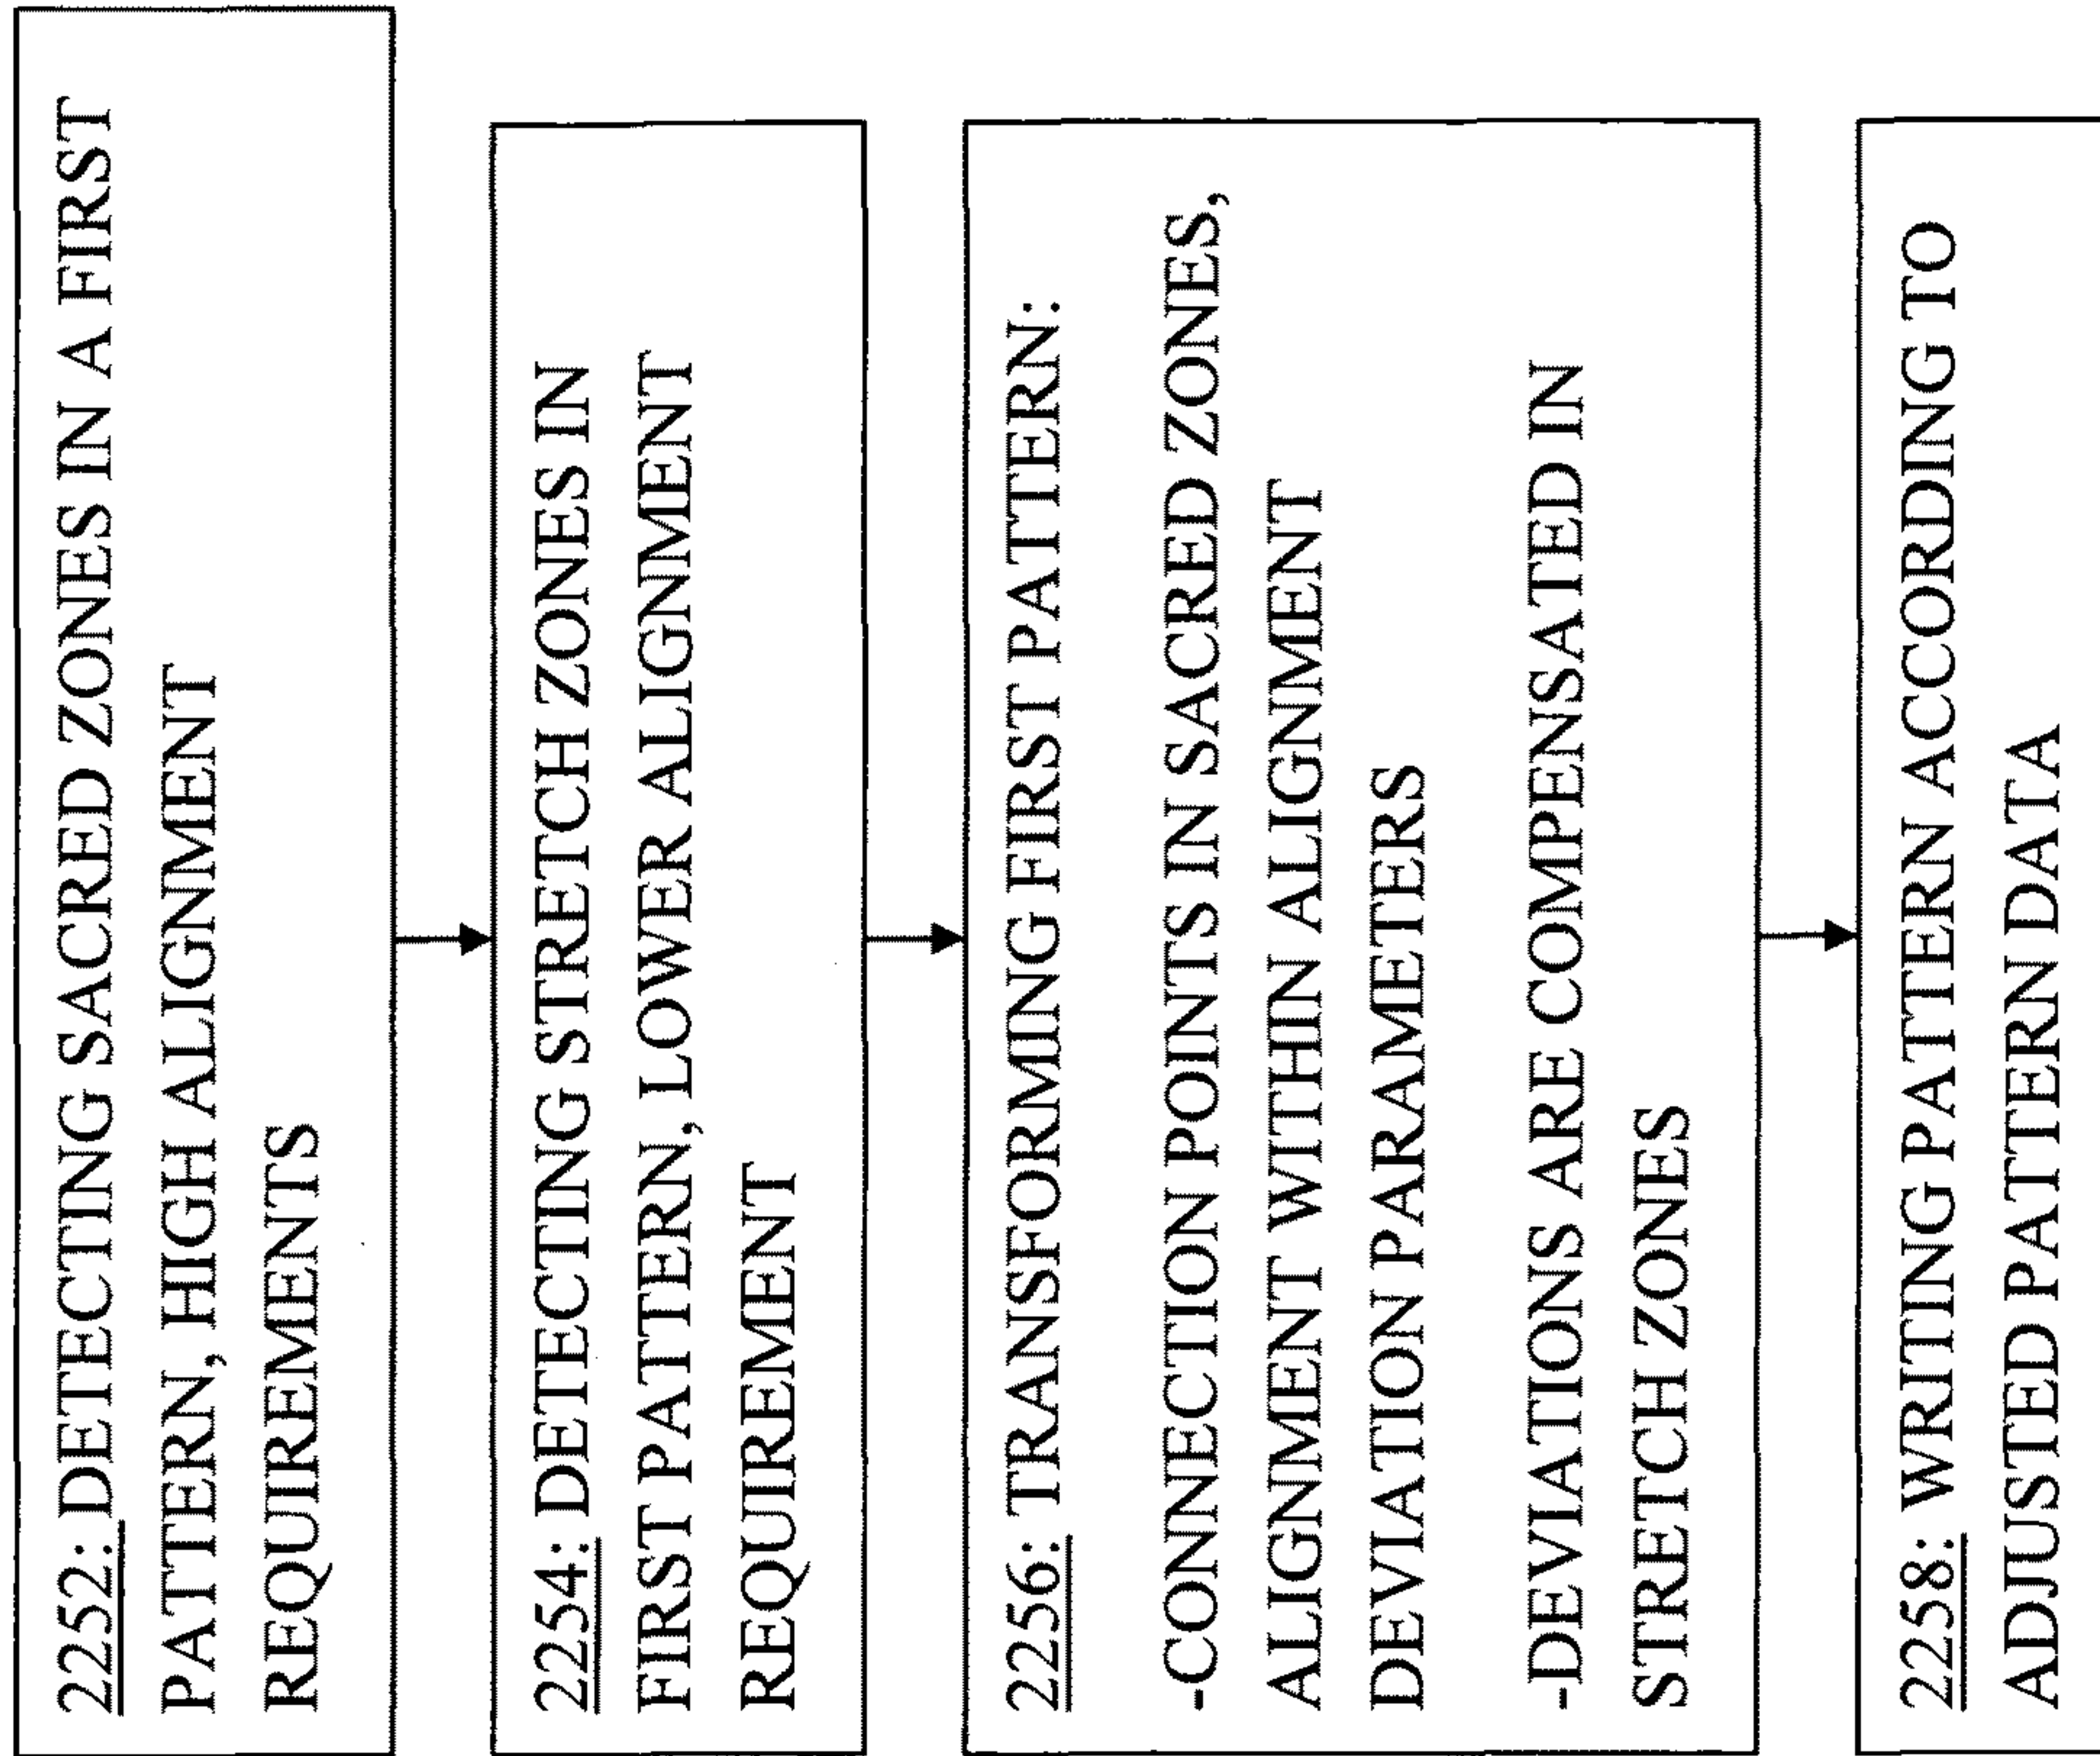 2252: DETECTING SACRED ZONES IN A FIRST
PATTERN, HIGH ALIGNMENT
REQUIREMENTS
2254: DETECTING STRETCH ZONES IN
FIRST PATTERN, LOWER ALIGNMENT
REQUIREMENT
2256: TRANSFORMING FIRST PATTERN:
-CONNECTION POINTS IN SACRED ZONES,
ALIGNMENT WITHIN ALIGNMENT
DEVIATION PARAMETERS
-DEVIATIONS ARE COMPENSATED IN
STRETCH ZONES
2258: WRITING PATTERN ACCORDING TO
ADJUSTED PATTERN DATA